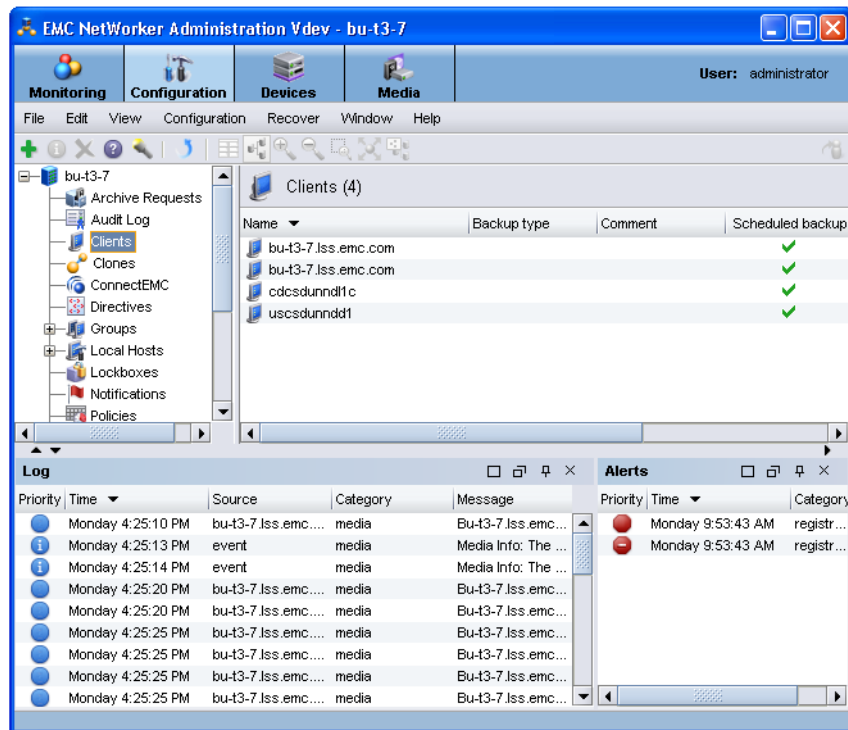 EMC NetWorker Administration Vdev - bu-t3-7
Monitoring Configuration Devices Media User: administrator
File Edit View Configuration Recover Window Help
bu-t3-7
Archive Requests
Audit Log
Clients
Clones
ConnectEMC
Directives
Groups
Local Hosts
Lockboxes
Notifications
Policies
Clients (4)
Name Backup type Comment Scheduled backup
bu-t3-7.lss.emc.com
bu-t3-7.lss.emc.com
cdcsdunndl1c
uscsdunndd1
Log
Priority Time Source Category Message
Monday 4:25:10 PM bu-t3-7.lss.emc.... media Bu-t3-7.lss.emc...
Monday 4:25:13 PM event Media Info: The ...
Monday 4:25:14 PM event Media Info: The ...
Monday 4:25:20 PM bu-t3-7.lss.emc.... media Bu-t3-7.lss.emc...
Monday 4:25:20 PM bu-t3-7.lss.emc.... media Bu-t3-7.lss.emc...
Monday 4:25:25 PM bu-t3-7.lss.emc.... media Bu-t3-7.lss.emc...
Monday 4:25:25 PM bu-t3-7.lss.emc.... media Bu-t3-7.lss.emc...
Monday 4:25:25 PM bu-t3-7.lss.emc.... media Bu-t3-7.lss.emc...
Monday 4:25:25 PM bu-t3-7.lss.emc.... media Bu-t3-7.lss.emc...
Alerts
Priority Time Category
Monday 9:53:43 AM registr...
Monday 9:53:43 AM registr...